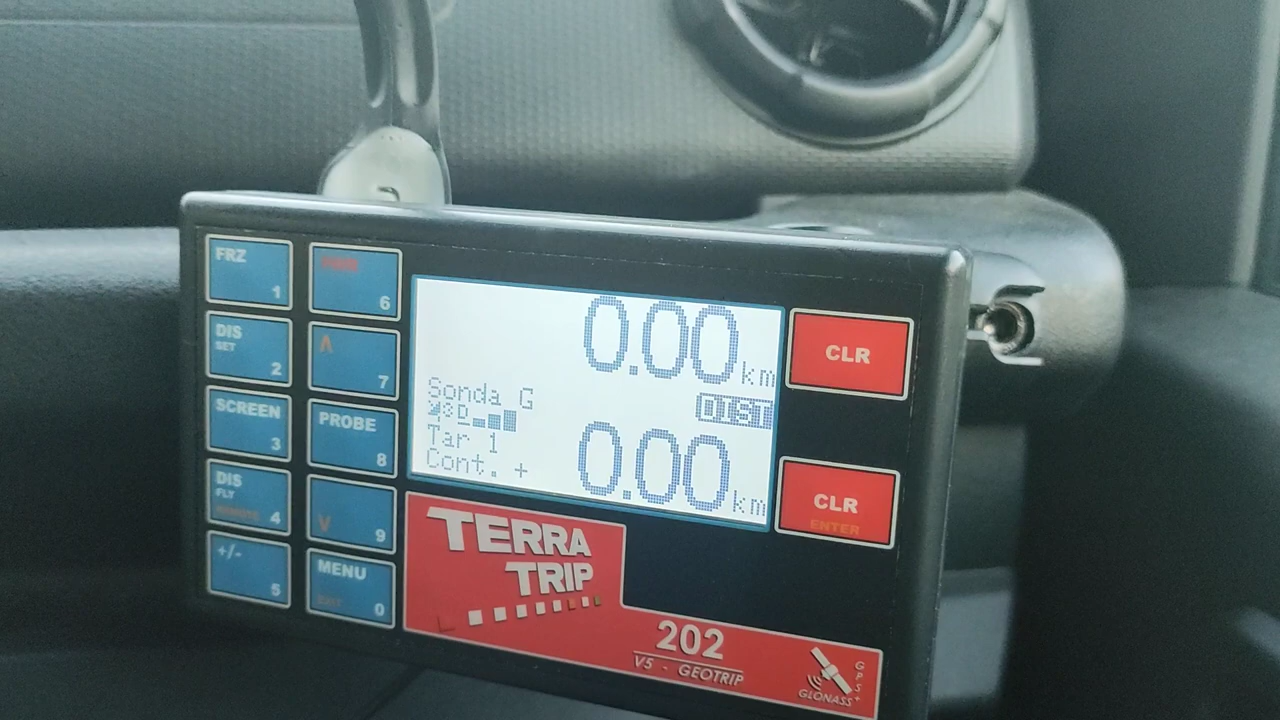 FRZ
1
6
DIS
SET
2
7
SCREEN
3
PROBE
8
DIS
FLY
4
9
+/-
5
MENU
0
0.00 km
Sonda G
3D
DIST
Tar 1
Cont. +
0.00 km
CLR
CLR
ENTER
TERRA
TRIP
202
V5 - GEOTRIP
GPS+
GLONASS